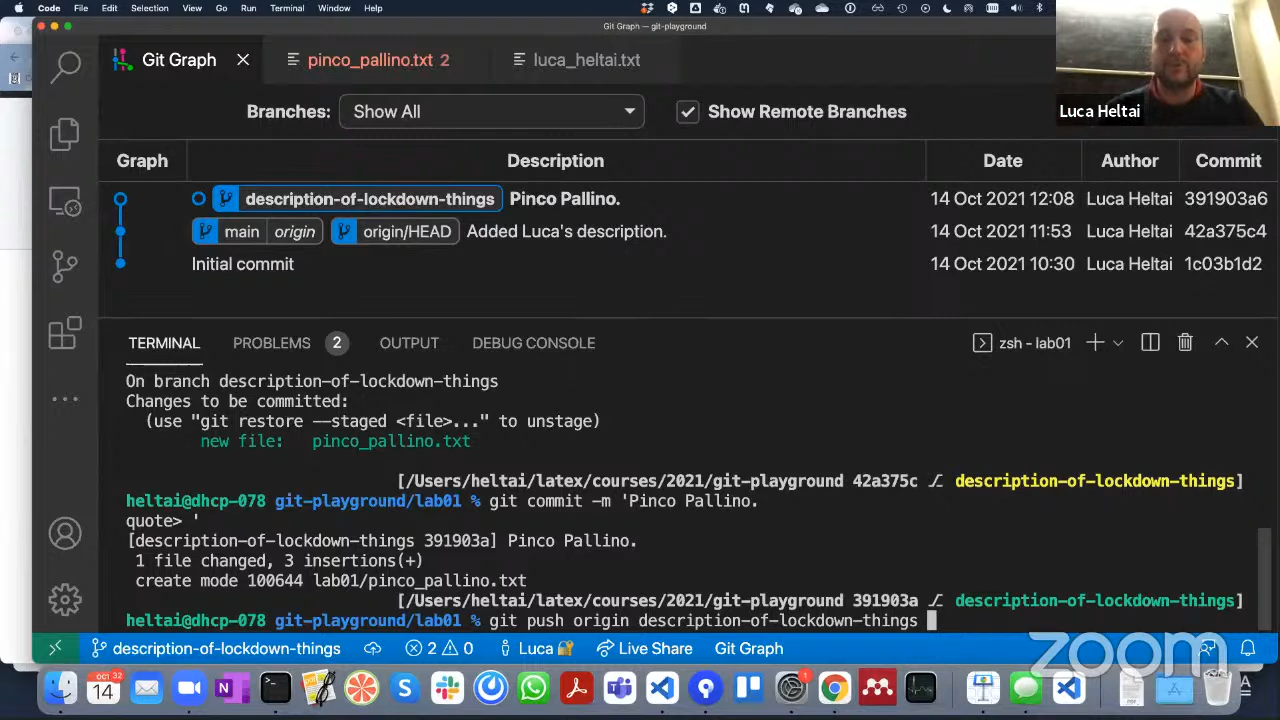 Code File Edit Selection View Go Run Terminal Window Help
Git Graph — git-playground
Git Graph
pinco_pallino.txt 2
luca_heltai.txt
Luca Heltai
Branches: Show All
Show Remote Branches
Graph Description Date Author Commit
description-of-lockdown-things Pinco Pallino. 14 Oct 2021 12:08 Luca Heltai 391903a6
main origin origin/HEAD Added Luca's description. 14 Oct 2021 11:53 Luca Heltai 42a375c4
Initial commit 14 Oct 2021 10:30 Luca Heltai 1c03b1d2
TERMINAL PROBLEMS 2 OUTPUT DEBUG CONSOLE zsh - lab01
On branch description-of-lockdown-things
Changes to be committed:
(use "git restore --staged <file>..." to unstage)
new file: pinco_pallino.txt
[/Users/heltai/latex/courses/2021/git-playground 42a375c ⌥ description-of-lockdown-things]
heltai@dhcp-078 git-playground/lab01 % git commit -m 'Pinco Pallino.
quote> '
[description-of-lockdown-things 391903a] Pinco Pallino.
1 file changed, 3 insertions(+)
create mode 100644 lab01/pinco_pallino.txt
[/Users/heltai/latex/courses/2021/git-playground 391903a ⌥ description-of-lockdown-things]
heltai@dhcp-078 git-playground/lab01 % git push origin description-of-lockdown-things
description-of-lockdown-things 2 0 Luca Live Share Git Graph
zoom
OCT 32
14
1